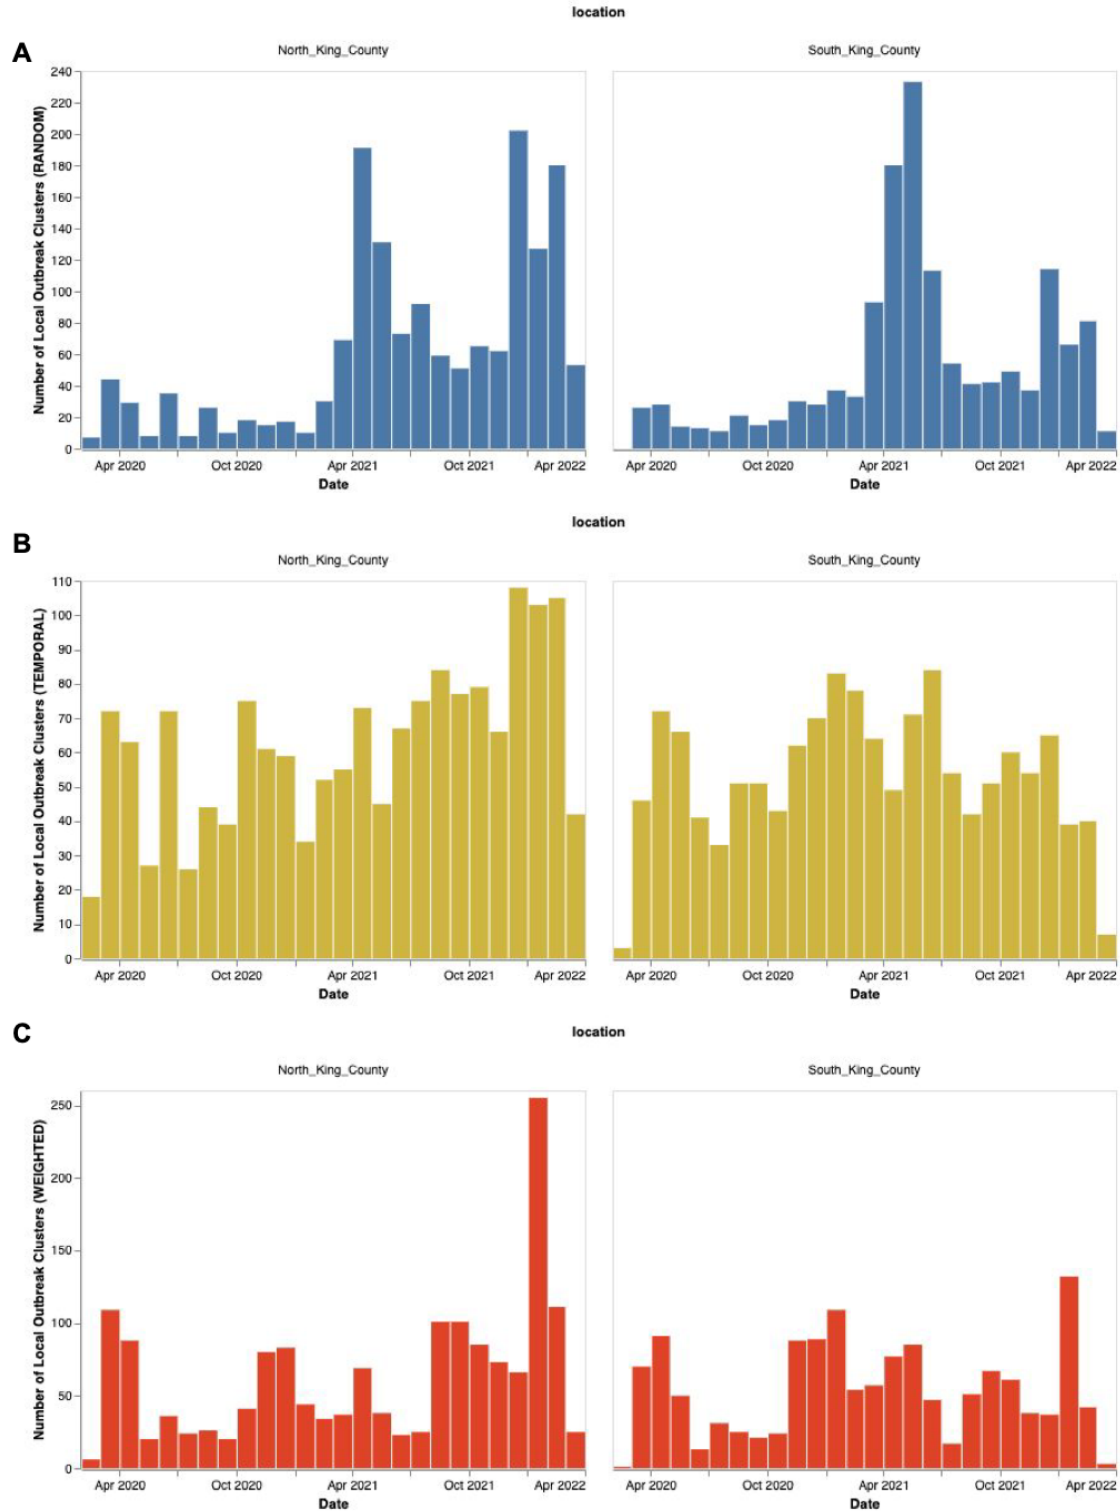 location
A
North_King_County South_King_County
Number of Local Outbreak Clusters (RANDOM)
240
220
200
180
160
140
120
100
80
60
40
20
0
Apr 2020 Oct 2020 Apr 2021 Oct 2021 Apr 2022 Apr 2020 Oct 2020 Apr 2021 Oct 2021 Apr 2022
Date Date
location
B
North_King_County South_King_County
Number of Local Outbreak Clusters (TEMPORAL)
110
100
90
80
70
60
50
40
30
20
10
0
Apr 2020 Oct 2020 Apr 2021 Oct 2021 Apr 2022 Apr 2020 Oct 2020 Apr 2021 Oct 2021 Apr 2022
Date Date
location
C
North_King_County South_King_County
Number of Local Outbreak Clusters (WEIGHTED)
250
200
150
100
50
0
Apr 2020 Oct 2020 Apr 2021 Oct 2021 Apr 2022 Apr 2020 Oct 2020 Apr 2021 Oct 2021 Apr 2022
Date Date